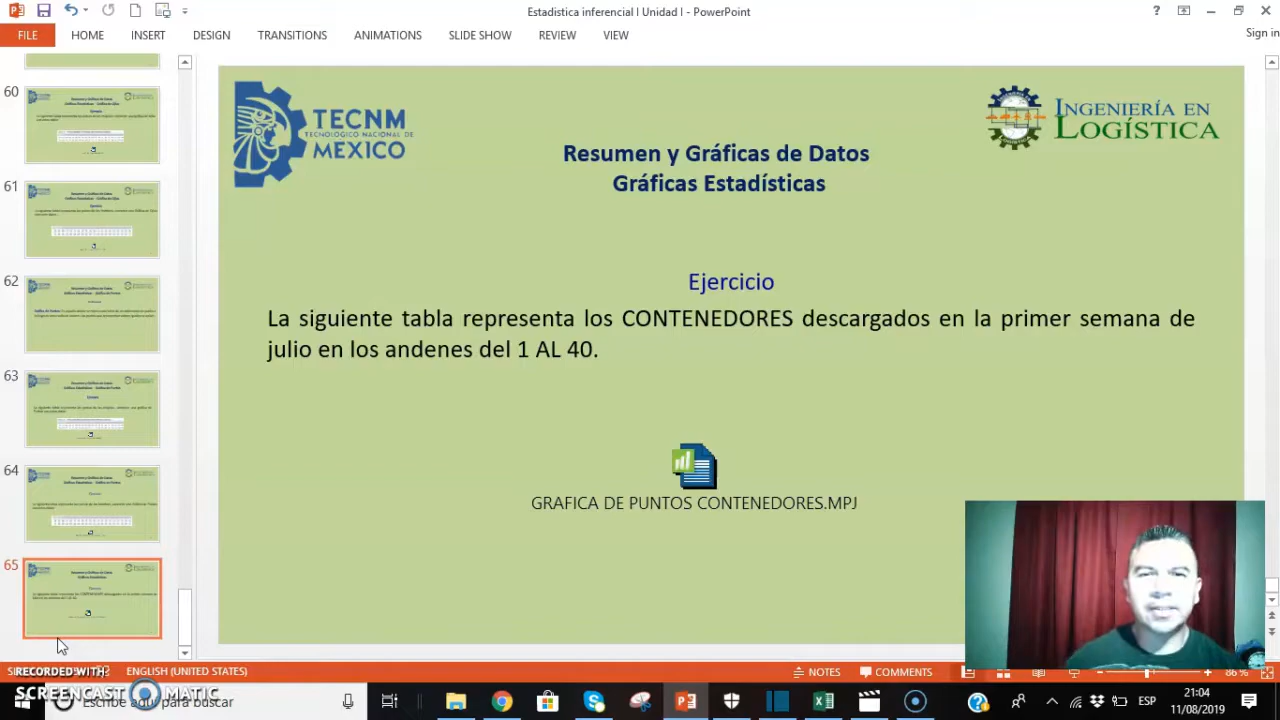 Estadistica inferencial | Unidad I - PowerPoint
FILE HOME INSERT DESIGN TRANSITIONS ANIMATIONS SLIDE SHOW REVIEW VIEW
Sign in
60
61
62
63
64
65
TECNM
TECNOLÓGICO NACIONAL DE
MEXICO
INGENIERÍA EN
LOGÍSTICA
Resumen y Gráficas de Datos
Gráficas Estadísticas
Ejercicio
La siguiente tabla representa los CONTENEDORES descargados en la primer semana de
julio en los andenes del 1 AL 40.
GRAFICA DE PUNTOS CONTENEDORES.MPJ
RECORDED WITH
SCREENCAST MATIC
ENGLISH (UNITED STATES)
NOTES COMMENTS 86 %
Escribe aquí para buscar
ESP
21:04
11/08/2019